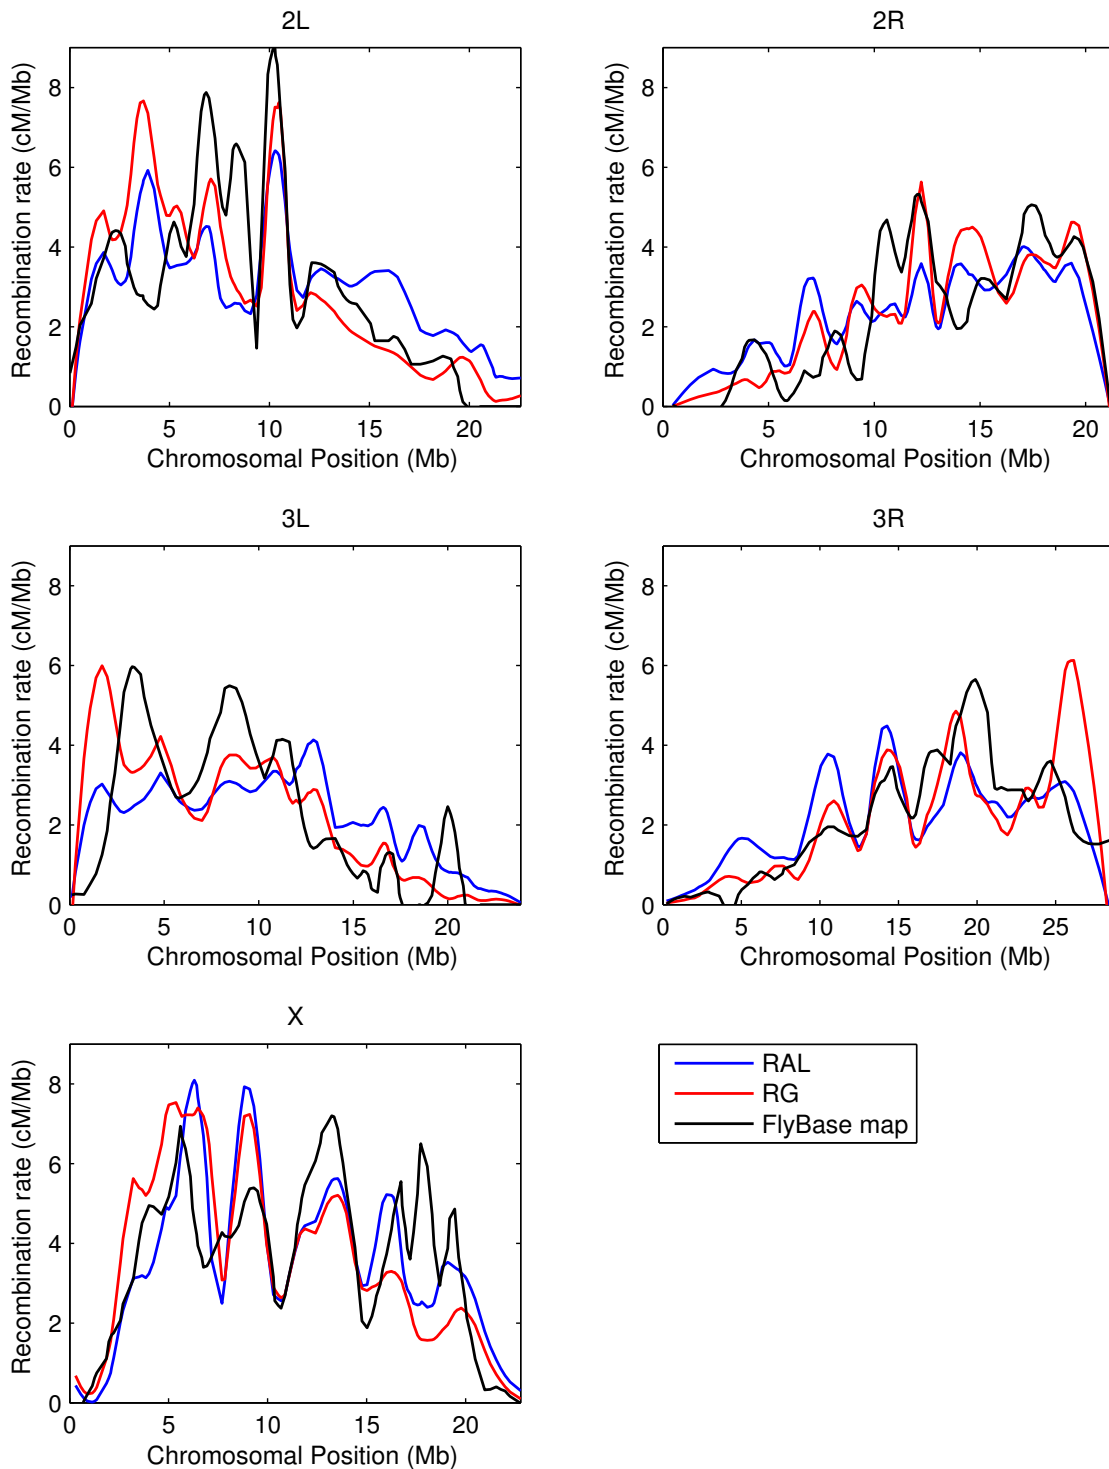 2L
Recombination rate (cM/Mb)
8
6
4
2
0
0 5 10 15 20
Chromosomal Position (Mb)
2R
Recombination rate (cM/Mb)
8
6
4
2
0
0 5 10 15 20
Chromosomal Position (Mb)
3L
Recombination rate (cM/Mb)
8
6
4
2
0
0 5 10 15 20
Chromosomal Position (Mb)
3R
Recombination rate (cM/Mb)
8
6
4
2
0
0 5 10 15 20 25
Chromosomal Position (Mb)
X
Recombination rate (cM/Mb)
8
6
4
2
0
0 5 10 15 20
Chromosomal Position (Mb)
RAL
RG
FlyBase map